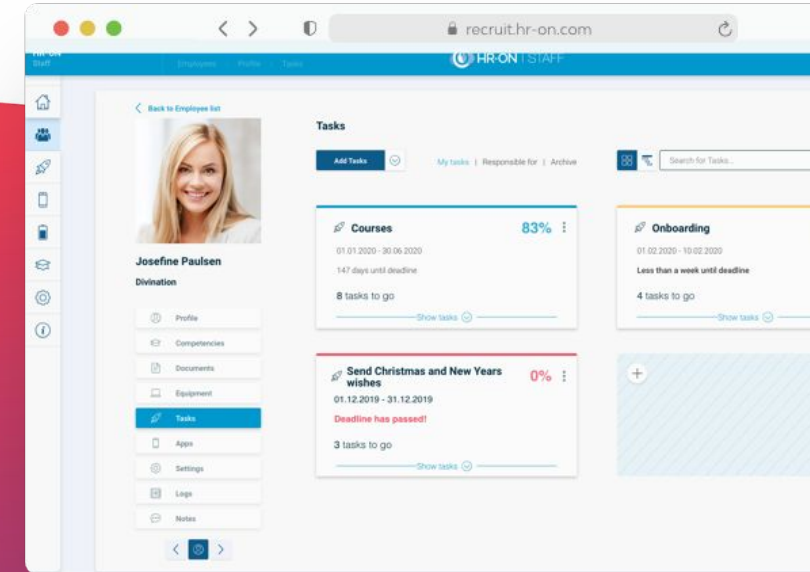 recruit.hr-on.com
HR-ON
Staff
Employees | Profile | Tasks
HR-ON | STAFF
Back to Employee list
Josefine Paulsen
Divination
Profile
Competencies
Documents
Equipment
Tasks
Apps
Settings
Logs
Notes
Tasks
Add Tasks
My tasks | Responsible for | Archive
Search for Tasks..
Courses
83%
01.01.2020 - 30.06.2020
147 days until deadline
8 tasks to go
Show tasks
Onboarding
01.02.2020 - 10.02.2020
Less than a week until deadline
4 tasks to go
Show tasks
Send Christmas and New Years
wishes
0%
01.12.2019 - 31.12.2019
Deadline has passed!
3 tasks to go
Show tasks